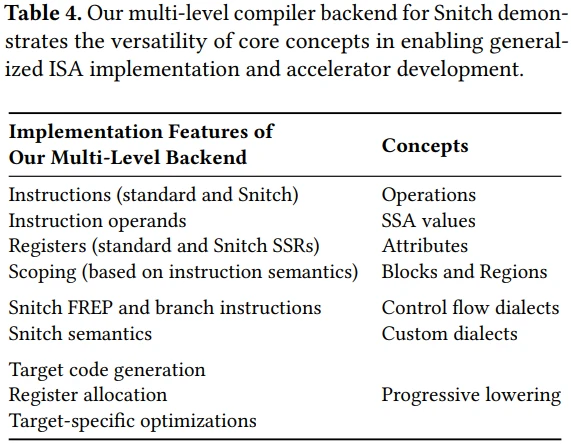 Table 4. Our multi-level compiler backend for Snitch demon-
strates the versatility of core concepts in enabling general-
ized ISA implementation and accelerator development.
Implementation Features of
Our Multi-Level Backend
Concepts
Instructions (standard and Snitch) Operations
Instruction operands SSA values
Registers (standard and Snitch SSRs) Attributes
Scoping (based on instruction semantics) Blocks and Regions
Snitch FREP and branch instructions Control flow dialects
Snitch semantics Custom dialects
Target code generation
Register allocation Progressive lowering
Target-specific optimizations